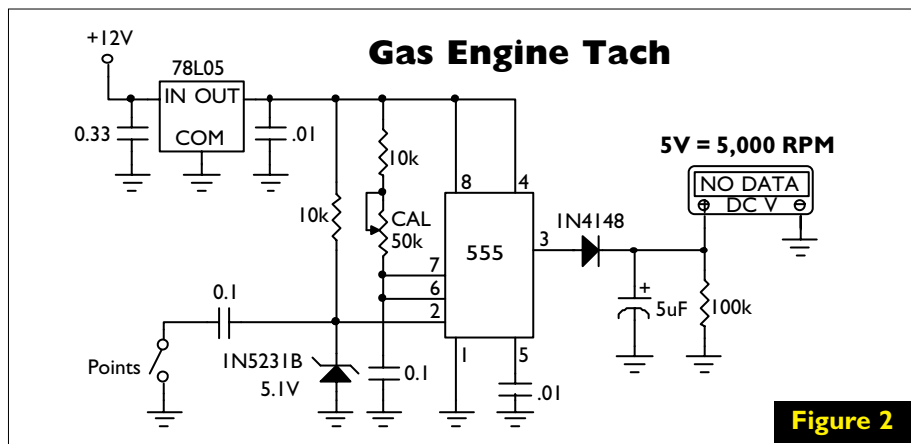 Gas Engine Tach
+12V
78L05
IN OUT
COM
0.33
.01
10k
10k
CAL
50k
8
4
7
6
2
555
3
1
5
1N4148
5V = 5,000 RPM
NO DATA
DC V
+
5uF
100k
0.1
Points
1N5231B
5.1V
0.1
.01
Figure 2